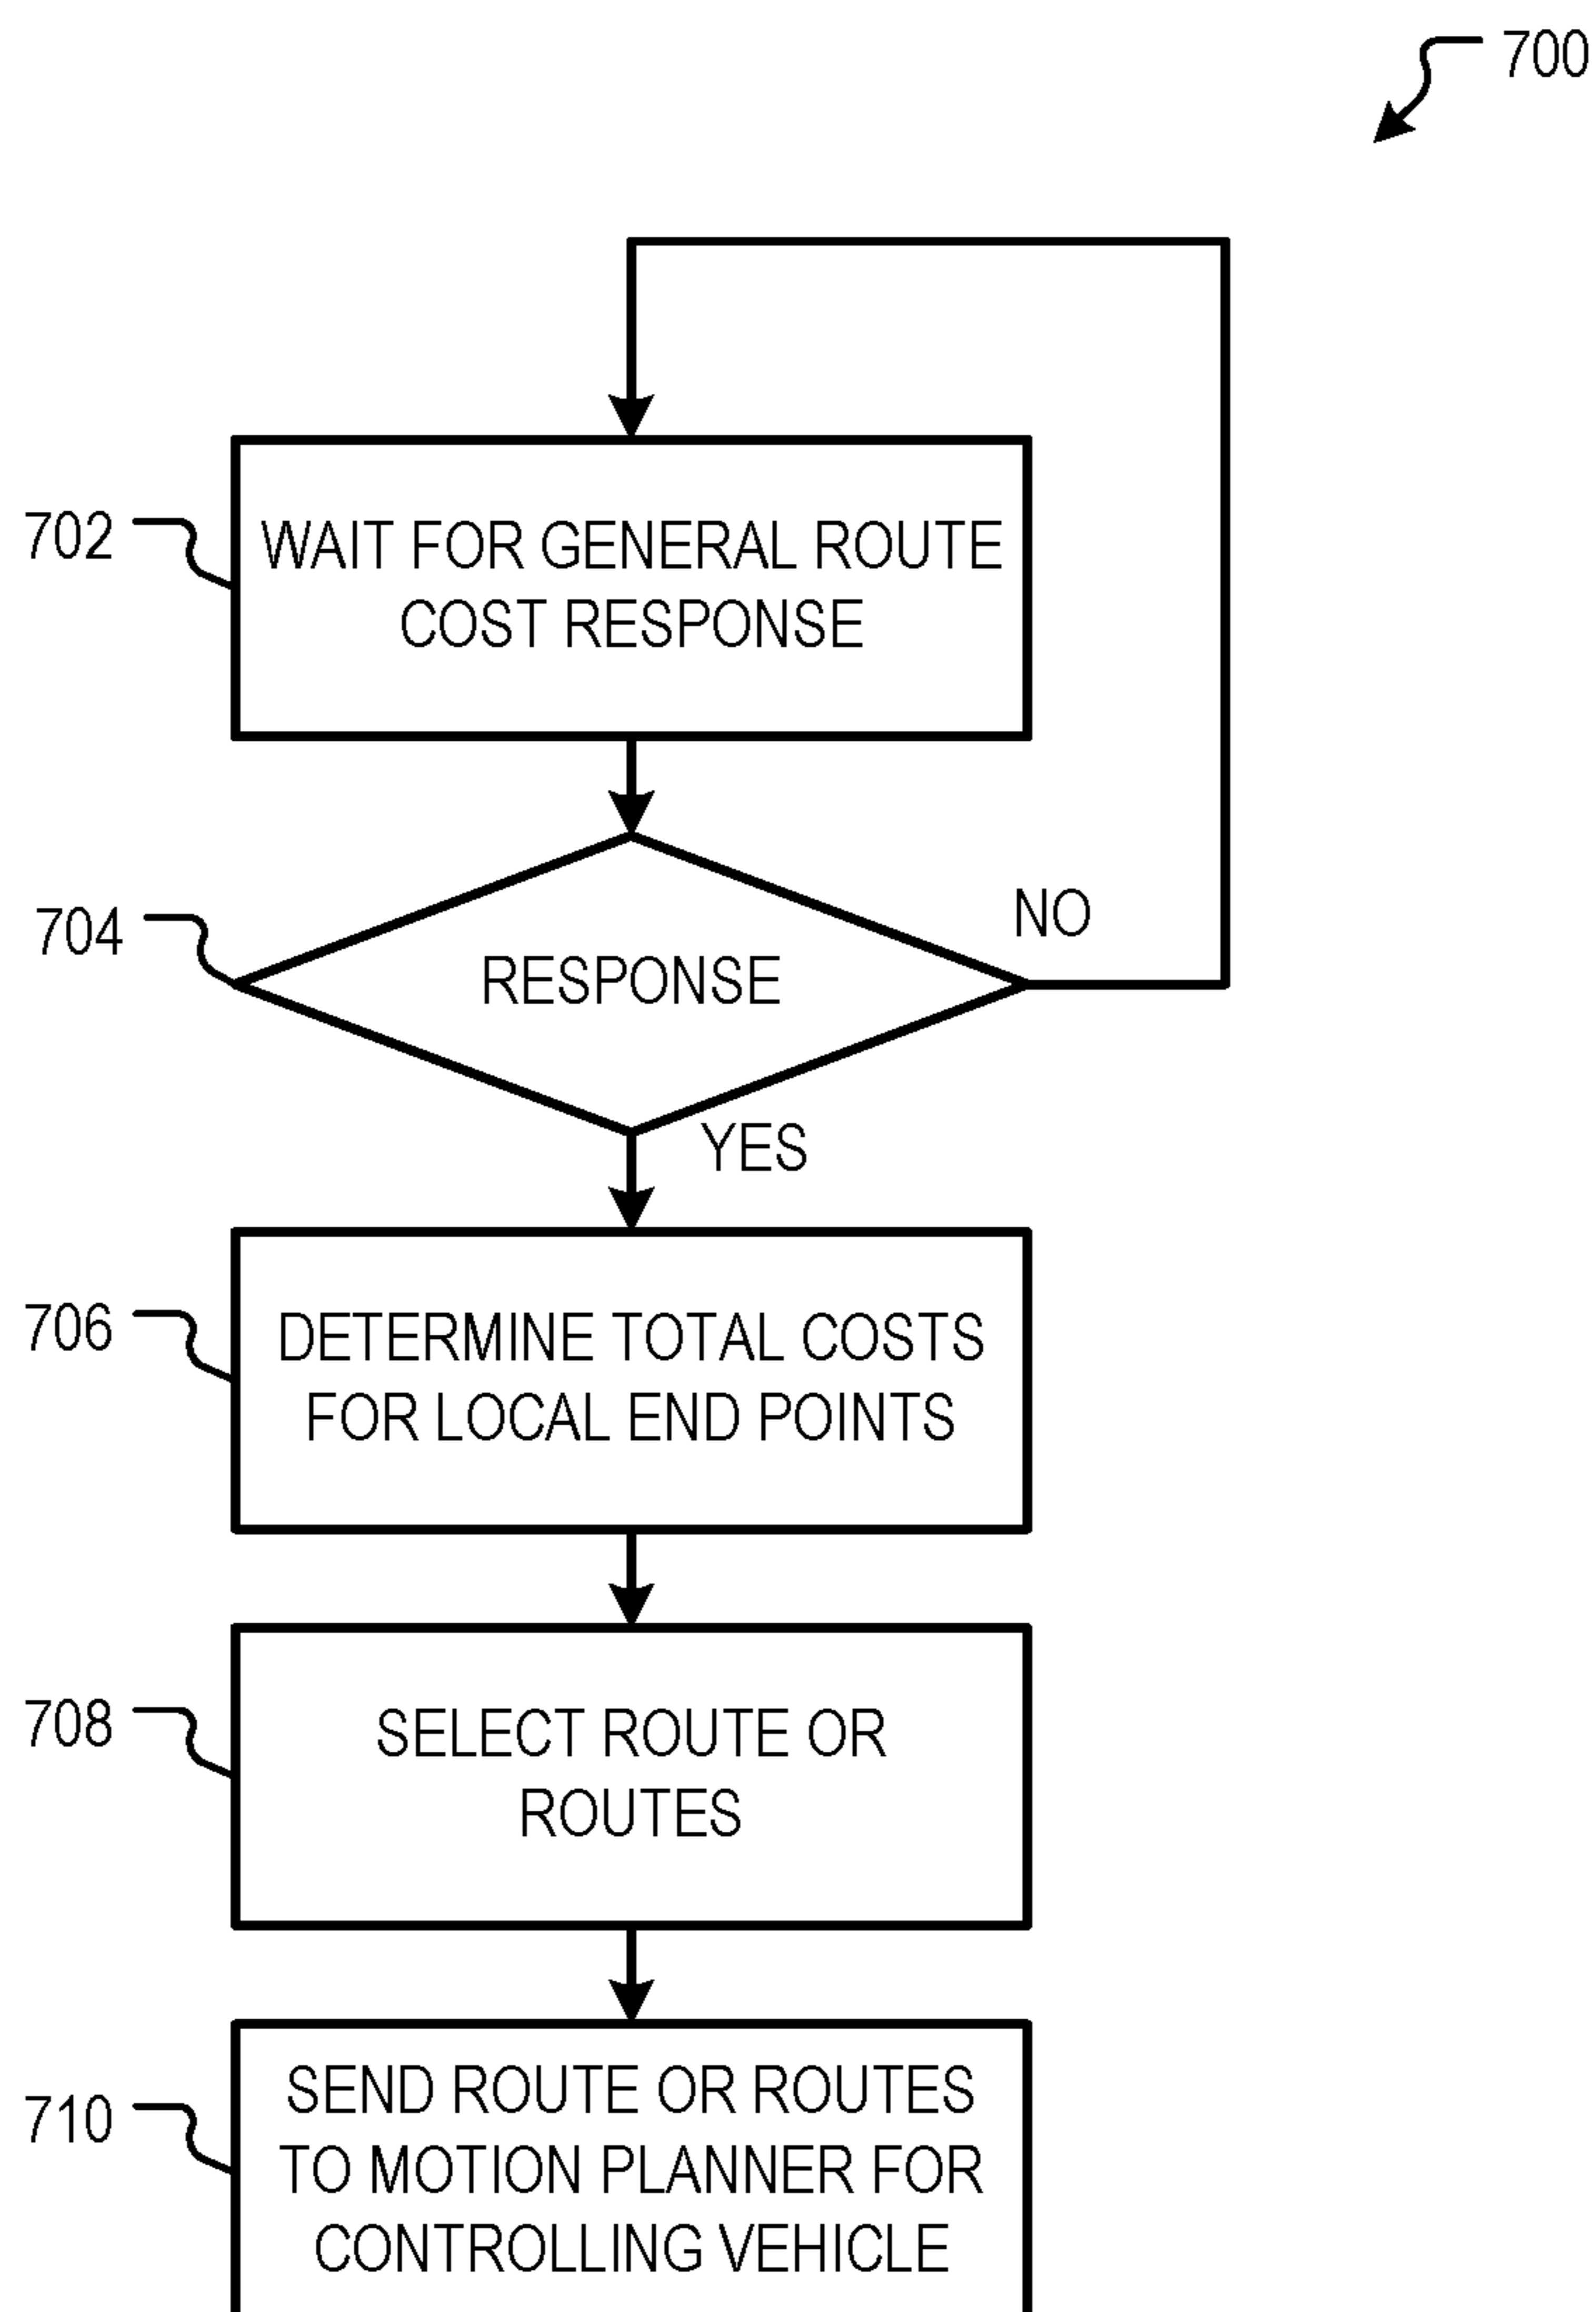 700
702
WAIT FOR GENERAL ROUTE
COST RESPONSE
704
RESPONSE
NO
YES
706
DETERMINE TOTAL COSTS
FOR LOCAL END POINTS
708
SELECT ROUTE OR
ROUTES
710
SEND ROUTE OR ROUTES
TO MOTION PLANNER FOR
CONTROLLING VEHICLE